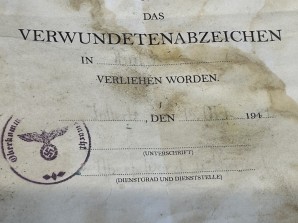 DAS
VERWUNDETENABZEICHEN
IN
VERLIEHEN WORDEN.
, DEN 194
(UNTERSCHRIFT)
(DIENSTGRAD UND DIENSTSTELLE)